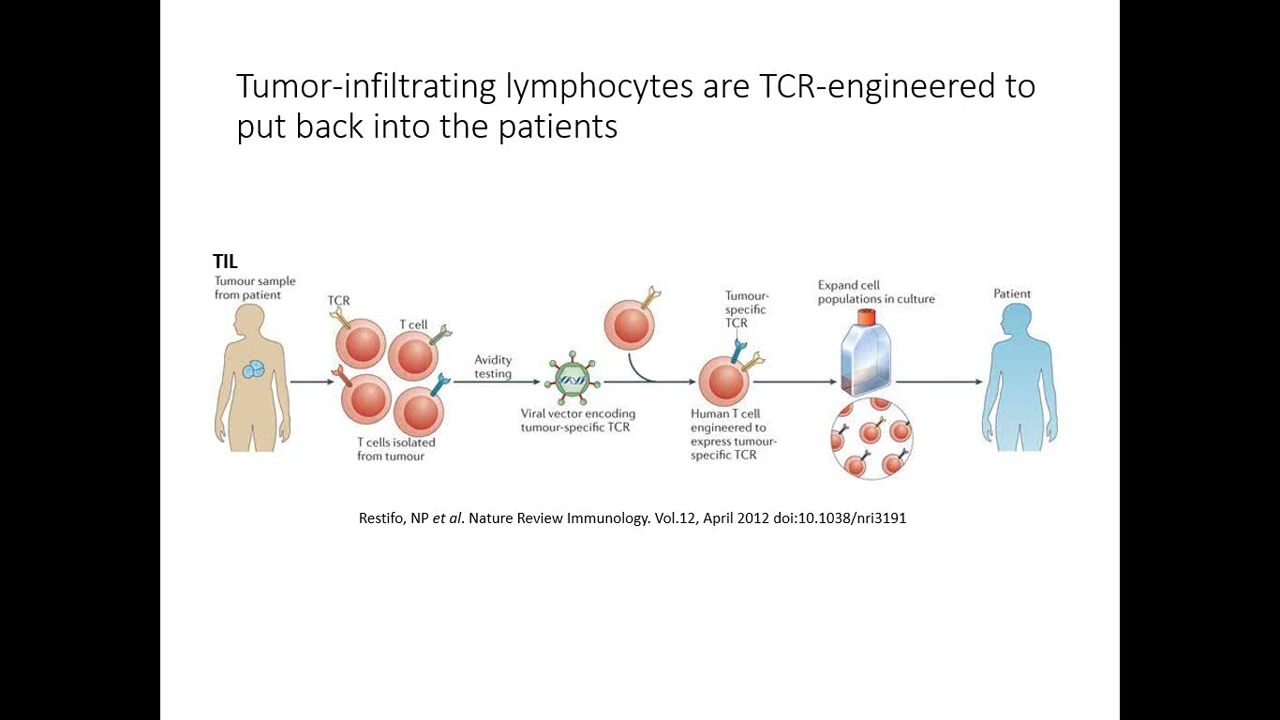 Tumor-infiltrating lymphocytes are TCR-engineered to
put back into the patients
TIL
Tumour sample
from patient
TCR
T cell
T cells isolated
from tumour
Avidity
testing
Viral vector encoding
tumour-specific TCR
Tumour-
specific
TCR
Human T cell
engineered to
express tumour-
specific TCR
Expand cell
populations in culture
Patient
Restifo, NP et al. Nature Review Immunology. Vol.12, April 2012 doi:10.1038/nri3191